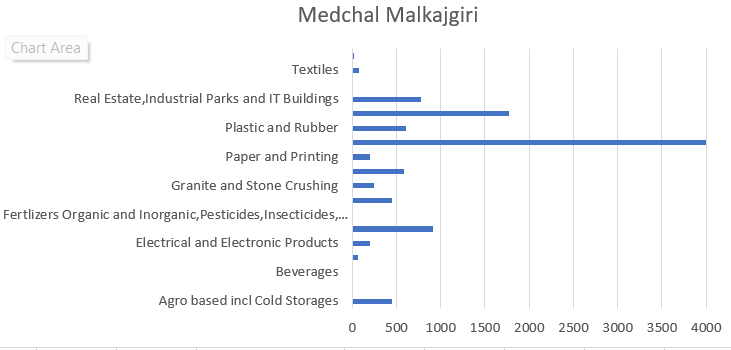 Medchal Malkajgiri
Chart Area
Textiles
Real Estate,Industrial Parks and IT Buildings
Plastic and Rubber
Paper and Printing
Granite and Stone Crushing
Fertlizers Organic and Inorganic,Pesticides,Insecticides,...
Electrical and Electronic Products
Beverages
Agro based incl Cold Storages
0 500 1000 1500 2000 2500 3000 3500 4000